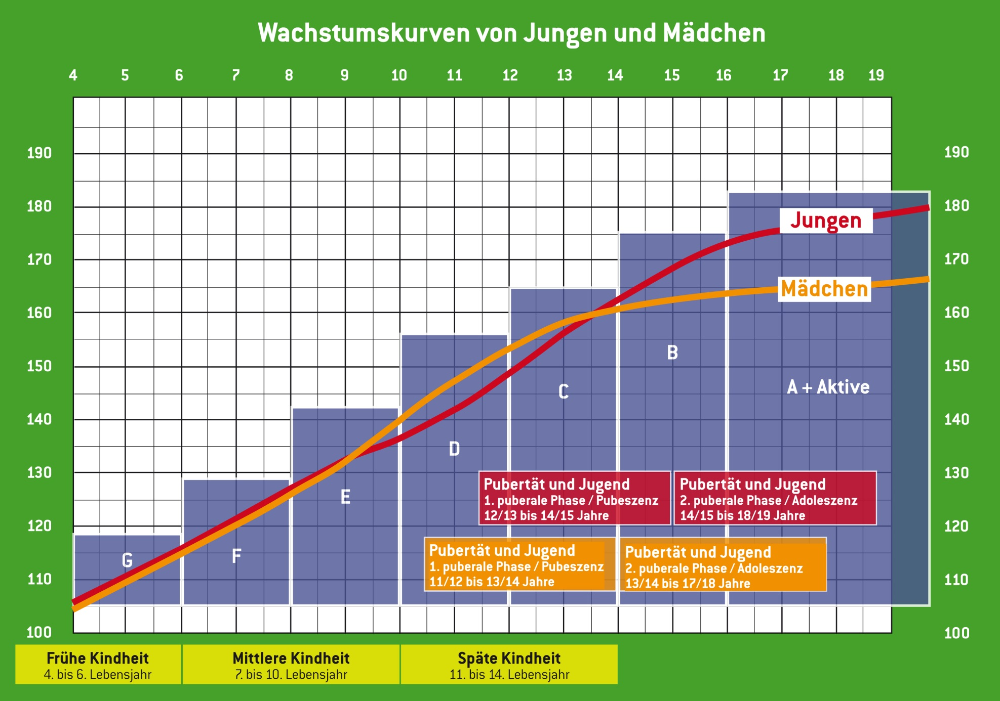 Wachstumskurven von Jungen und Mädchen
4 5 6 7 8 9 10 11 12 13 14 15 16 17 18 19
190 190
180 180
Jungen
170 170
Mädchen
160 160
B
150 150
A + Aktive
C
140 140
D
130 130
Pubertät und Jugend
1. puberale Phase / Pubeszenz
12/13 bis 14/15 Jahre
Pubertät und Jugend
2. puberale Phase / Adoleszenz
14/15 bis 18/19 Jahre
E
120 120
Pubertät und Jugend
1. puberale Phase / Pubeszenz
11/12 bis 13/14 Jahre
Pubertät und Jugend
2. puberale Phase / Adoleszenz
13/14 bis 17/18 Jahre
G
F
110 110
100 100
Frühe Kindheit
4. bis 6. Lebensjahr
Mittlere Kindheit
7. bis 10. Lebensjahr
Späte Kindheit
11. bis 14. Lebensjahr